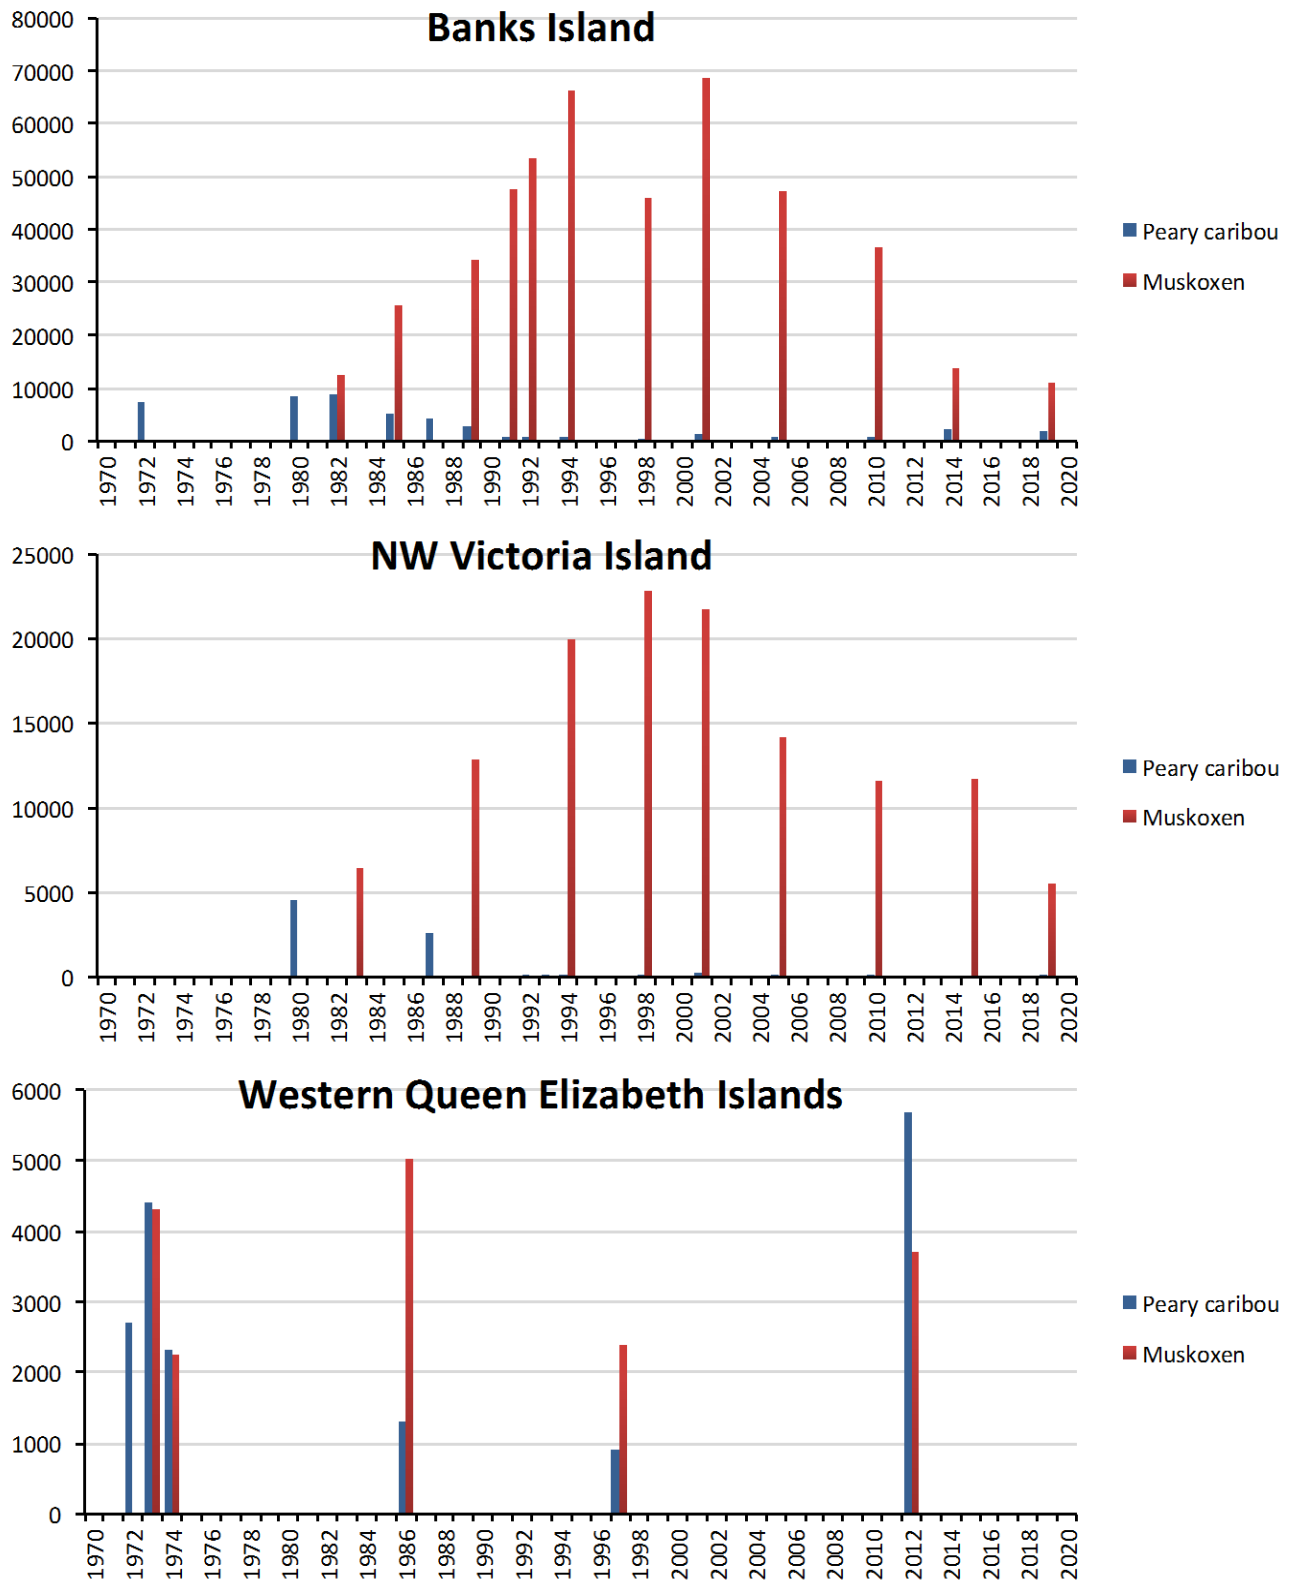 Banks Island
80000
70000
60000
50000
40000
30000
20000
10000
0
1970 1972 1974 1976 1978 1980 1982 1984 1986 1988 1990 1992 1994 1996 1998 2000 2002 2004 2006 2008 2010 2012 2014 2016 2018 2020
Peary caribou
Muskoxen
NW Victoria Island
25000
20000
15000
10000
5000
0
1970 1972 1974 1976 1978 1980 1982 1984 1986 1988 1990 1992 1994 1996 1998 2000 2002 2004 2006 2008 2010 2012 2014 2016 2018 2020
Peary caribou
Muskoxen
Western Queen Elizabeth Islands
6000
5000
4000
3000
2000
1000
0
1970 1972 1974 1976 1978 1980 1982 1984 1986 1988 1990 1992 1994 1996 1998 2000 2002 2004 2006 2008 2010 2012 2014 2016 2018 2020
Peary caribou
Muskoxen